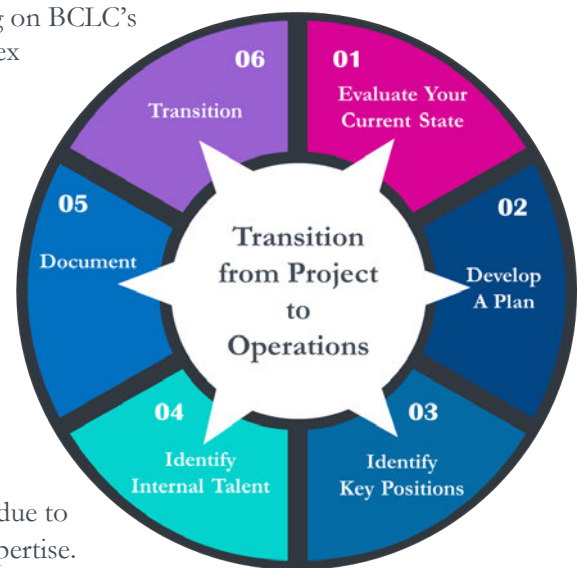 g on BCLC's
ex
01
Evaluate Your
Current State
02
Develop
A Plan
03
Identify
Key Positions
04
Identify
Internal Talent
05
Document
06
Transition
Transition
from Project
to
Operations
due to
pertise.